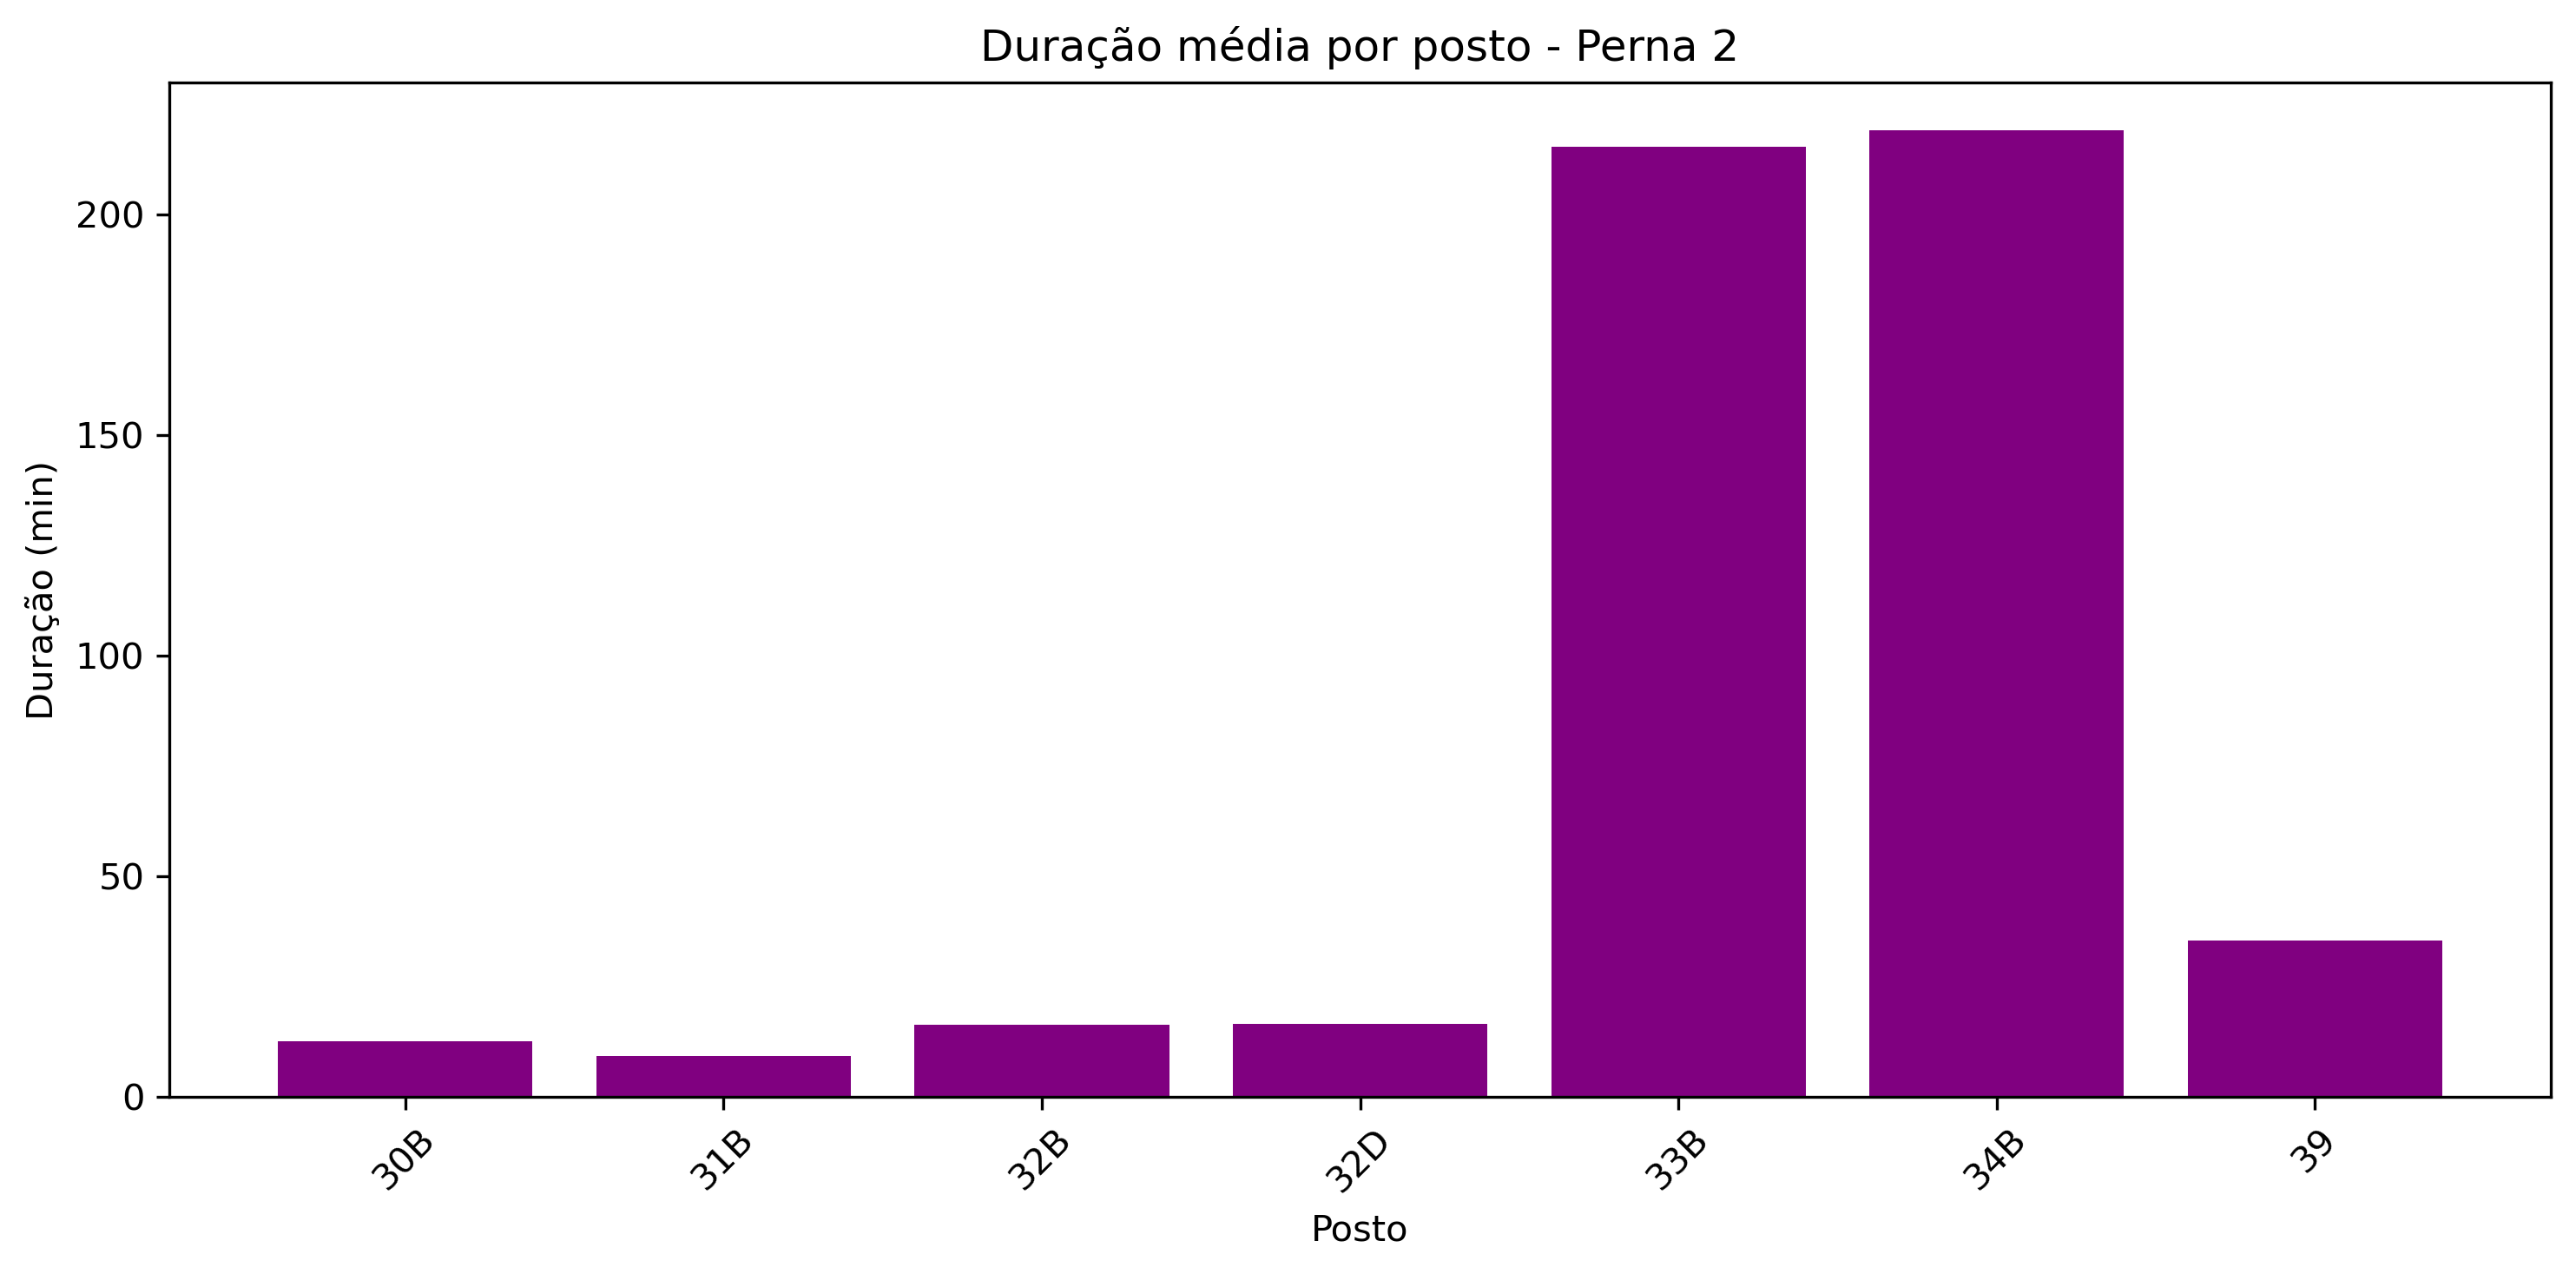 Duração média por posto - Perna 2
Duração (min)
200
150
100
50
0
30B
31B
32B
32D
33B
34B
39
Posto